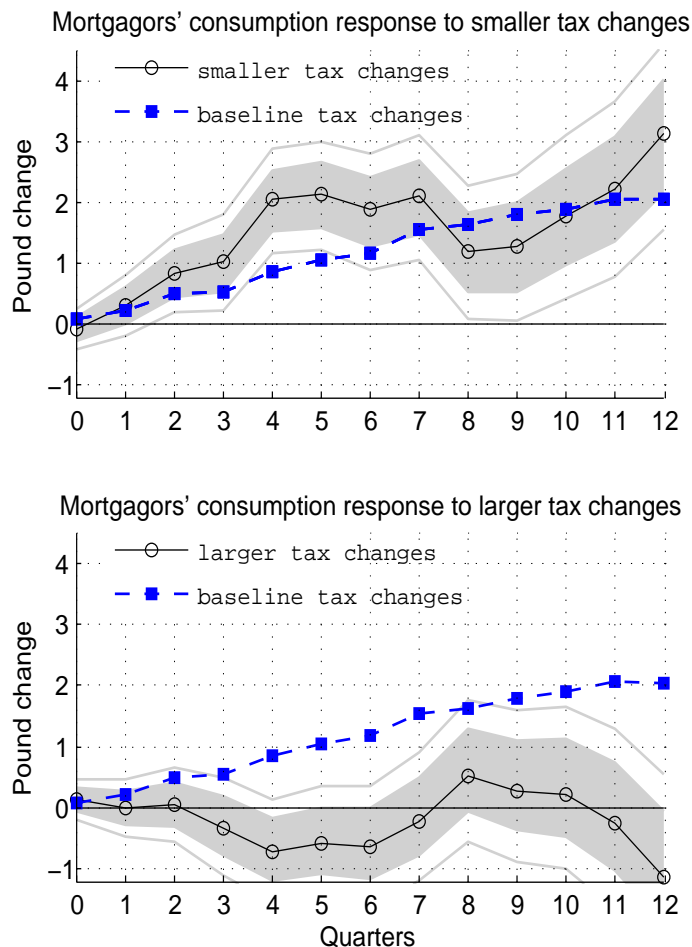 Mortgagors’ consumption response to smaller tax changes
smaller tax changes
baseline tax changes
Pound change
4
3
2
1
0
−1
0 1 2 3 4 5 6 7 8 9 10 11 12
Mortgagors’ consumption response to larger tax changes
larger tax changes
baseline tax changes
Pound change
4
3
2
1
0
−1
0 1 2 3 4 5 6 7 8 9 10 11 12
Quarters